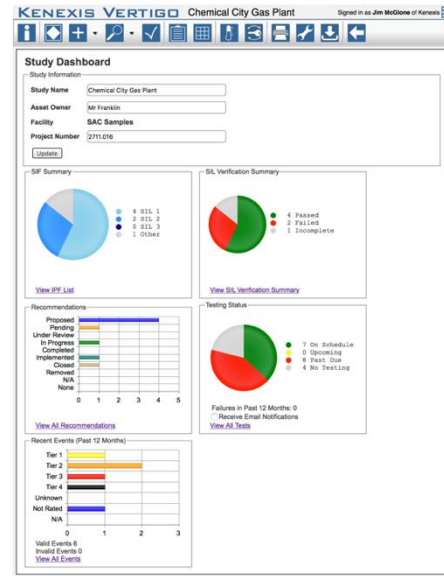 KENEXIS VERTIGO Chemical City Gas Plant Signed in as Jim McGlone of Kenexis
Study Dashboard
Study Information
Study Name Chemical City Gas Plant
Asset Owner Mr Franklin
Facility SAC Samples
Project Number 2711.016
Update
SIF Summary
4 SIL 1
2 SIL 2
0 SIL 3
1 Other
View IPF List
SIL Verification Summary
4 Passed
2 Failed
1 Incomplete
View SIL Verification Summary
Recommendations
Proposed
Pending
Under Review
In Progress
Completed
Implemented
Closed
Removed
N/A
None
0 1 2 3 4 5
View All Recommendations
Testing Status
7 On Schedule
0 Upcoming
8 Past Due
4 No Testing
Failures in Past 12 Months: 0
Receive Email Notifications
View All Tests
Recent Events (Past 12 Months)
Tier 1
Tier 2
Tier 3
Tier 4
Unknown
Not Rated
N/A
0 1 2 3
Valid Events 6
Invalid Events 0
View All Events